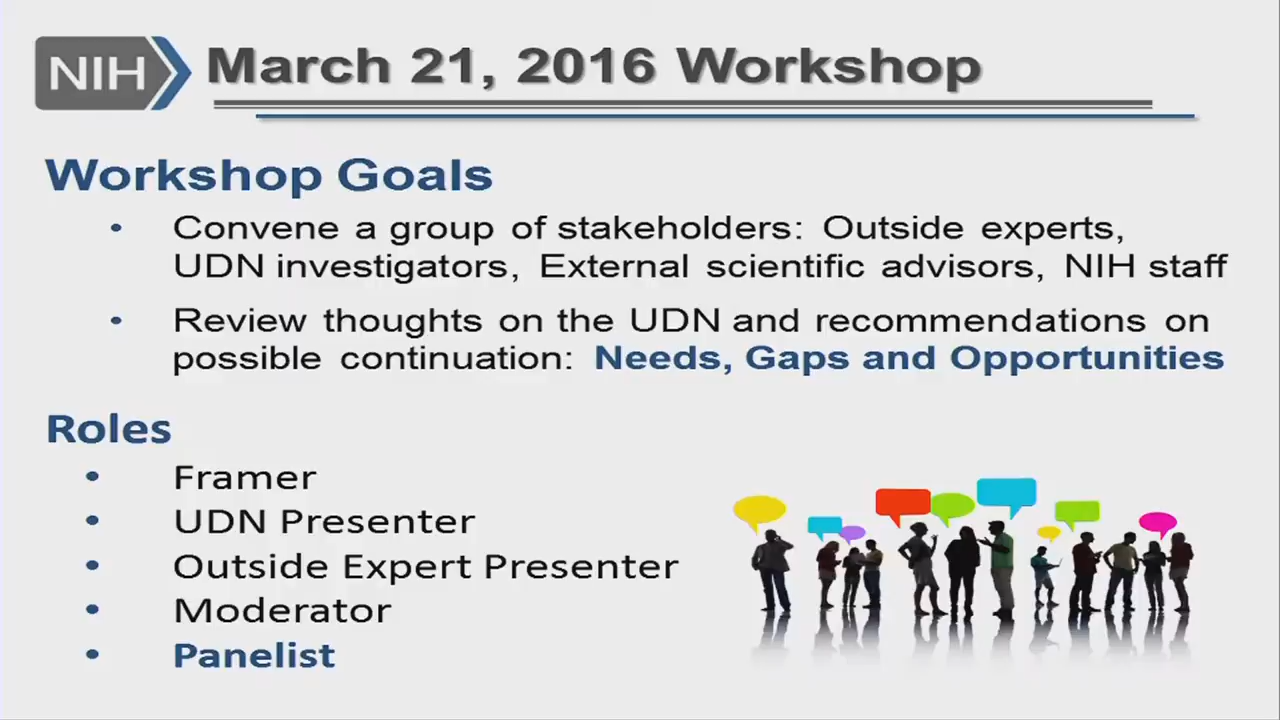 NIH
March 21, 2016 Workshop
Workshop Goals
• Convene a group of stakeholders: Outside experts,
UDN investigators, External scientific advisors, NIH staff
• Review thoughts on the UDN and recommendations on
possible continuation: Needs, Gaps and Opportunities
Roles
• Framer
• UDN Presenter
• Outside Expert Presenter
• Moderator
• Panelist